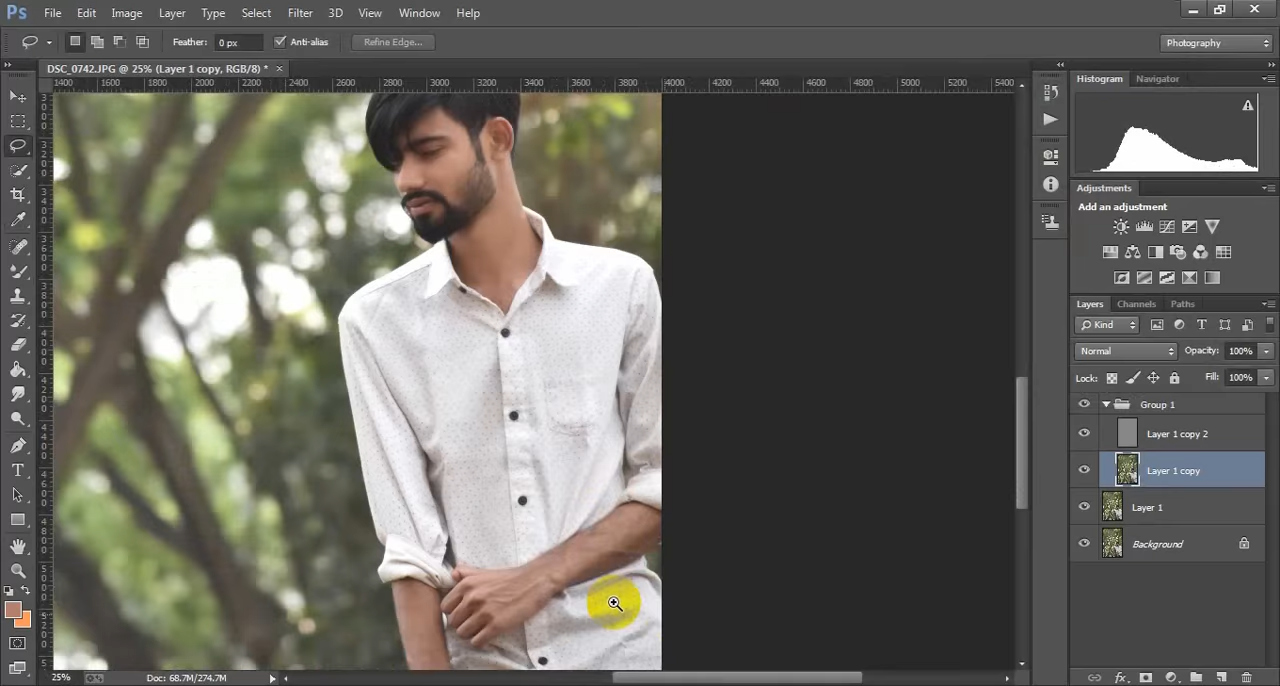 Ps File Edit Image Layer Type Select Filter 3D View Window Help
Feather: 0 px Anti-alias Refine Edge... Photography
DSC_0742.JPG @ 25% (Layer 1 copy, RGB/8) * ×
1400 1600 1800 2000 2200 2400 2600 2800 3000 3200 3400 3600 3800 4000 4200 4400 4600 4800 5000 5200 5400
Histogram Navigator
Adjustments
Add an adjustment
Layers Channels Paths
Kind
Normal Opacity: 100%
Lock: Fill: 100%
Group 1
Layer 1 copy 2
Layer 1 copy
Layer 1
Background
25% Doc: 68.7M/274.7M